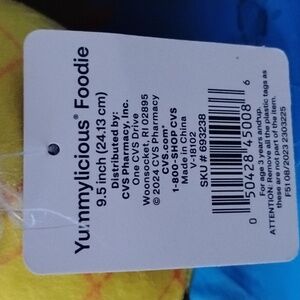 Yummylicious® Foodie
9.5 Inch (24.13 cm)
Distributed by:
CVS Pharmacy, Inc.
One CVS Drive
Woonsocket, RI 02895
© 2024 CVS Pharmacy
CVS.com®
1-800-SHOP CVS
Made in China
V-18102
SKU # 693238
0 50428 45008 6
For age 3 years and up.
ATTENTION: Remove all the plastic tags as
these are not part of the item.
F5108/2023 2303225